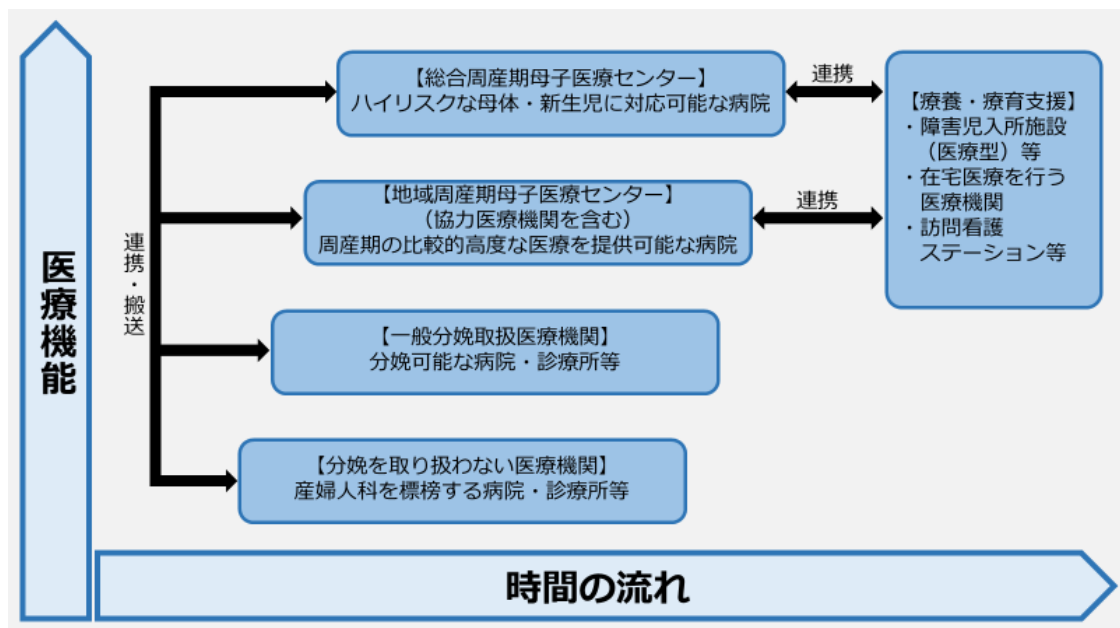 医療機能
連携・搬送
【総合周産期母子医療センター】
ハイリスクな母体・新生児に対応可能な病院
連携
【地域周産期母子医療センター】
（協力医療機関を含む）
周産期の比較的高度な医療を提供可能な病院
連携
【療養・療育支援】
・障害児入所施設
（医療型）等
・在宅医療を行う
医療機関
・訪問看護
ステーション等
【一般分娩取扱医療機関】
分娩可能な病院・診療所等
【分娩を取り扱わない医療機関】
産婦人科を標榜する病院・診療所等
時間の流れ